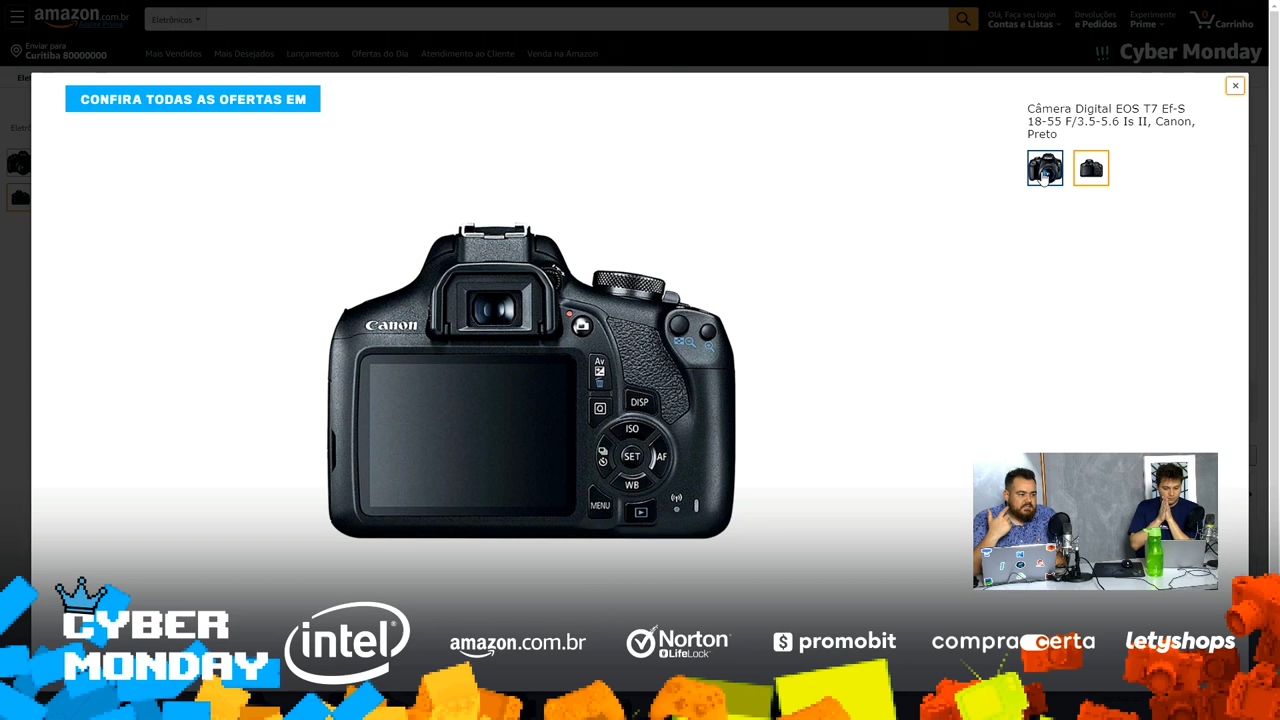 amazon.com.br
Eletrônicos
Olá, Faça seu login
Contas e Listas
Devoluções
e Pedidos
Experimente
Prime
0
Carrinho
Enviar para
Curitiba 80000000
Mais Vendidos
Mais Desejados
Lançamentos
Ofertas do Dia
Atendimento ao Cliente
Venda na Amazon
Cyber Monday
CONFIRA TODAS AS OFERTAS EM
Câmera Digital EOS T7 Ef-S
18-55 F/3.5-5.6 Is II, Canon,
Preto
Canon
Av
Q
DISP
ISO
SET
AF
WB
MENU
CYBER
MONDAY
intel
amazon.com.br
Norton
LifeLock
promobit
compracerta
letyshops